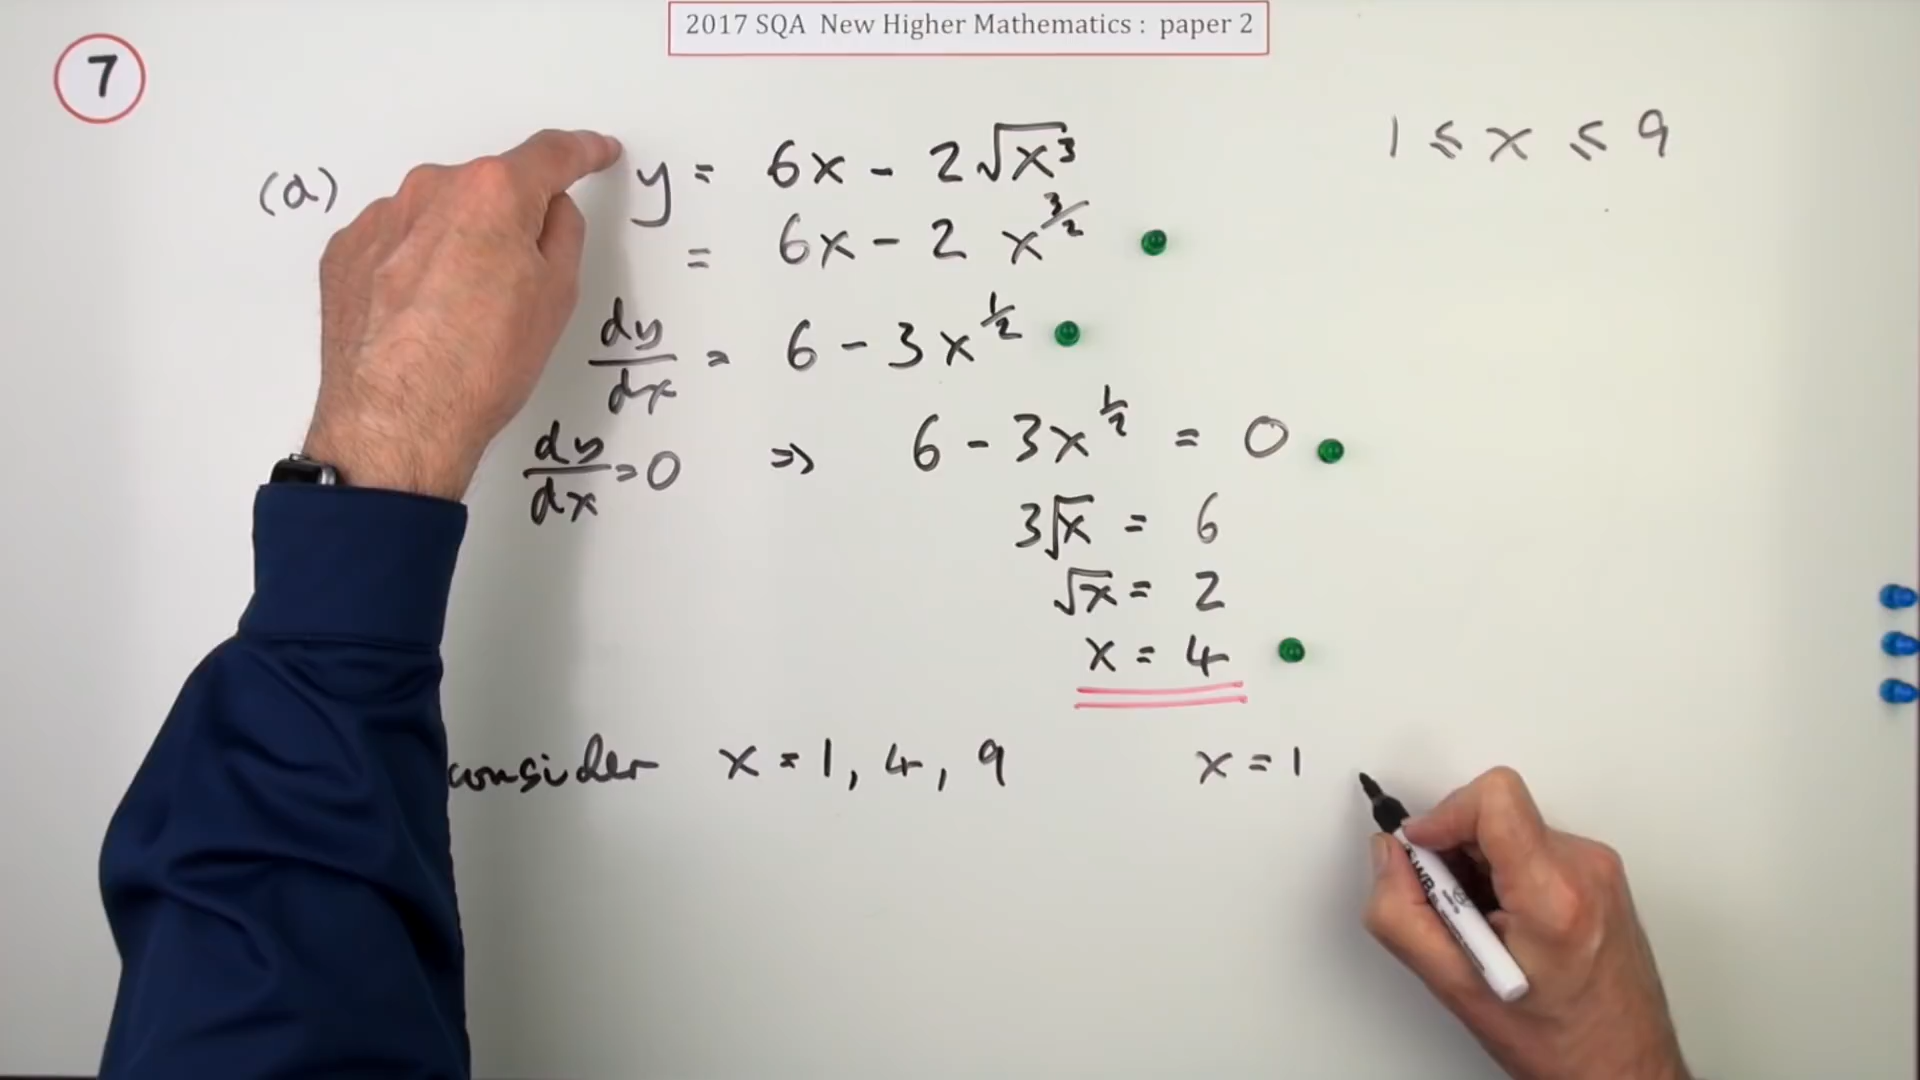 2017 SQA New Higher Mathematics : paper 2
7
1 ≤ x ≤ 9
(a) y = 6x - 2√x³
= 6x - 2 x^3/2
dy/dx = 6 - 3x^1/2
dy/dx = 0 ⇒ 6 - 3x^1/2 = 0
3√x = 6
√x = 2
x = 4
consider x = 1, 4, 9 x = 1